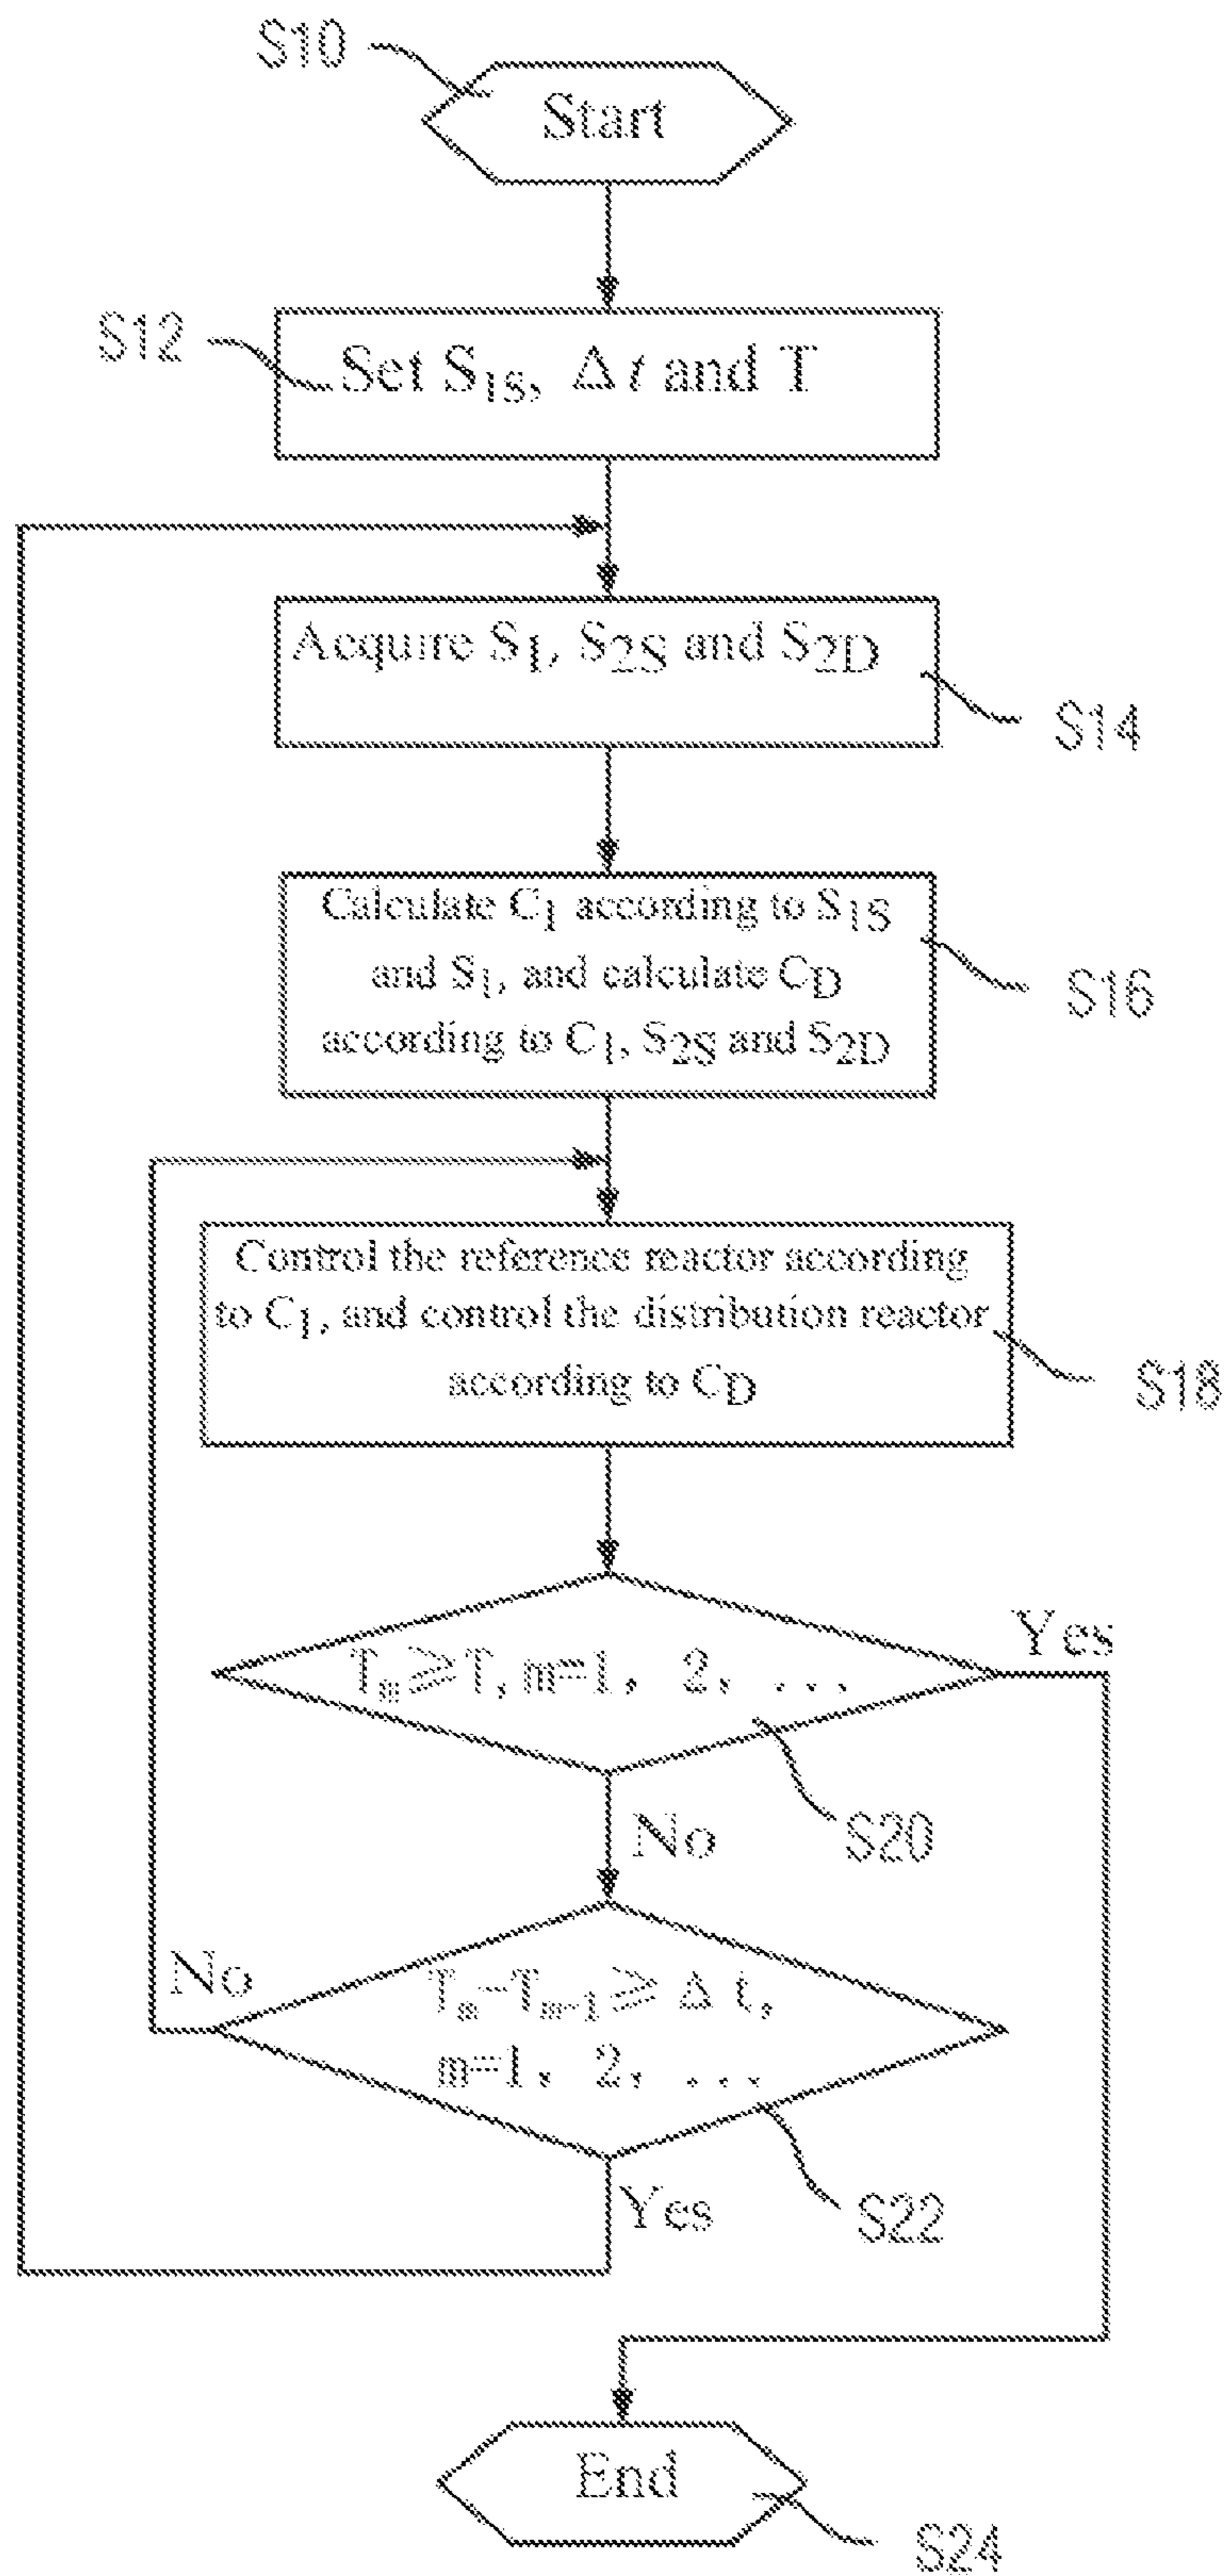 S10
Start
S12
Set S1S, Δt and T
Acquire S1, S2S and S2D
S14
Calculate C1 according to S1S
and S1, and calculate CD
according to C1, S2S and S2D
S16
Control the reference reactor according
to C1, and control the distribution reactor
according to CD
S18
Tm≥T, m=1, 2, ...
Yes
S20
No
No
Tm-Tm-1≥Δt,
m=1, 2, ...
S22
Yes
End
S24